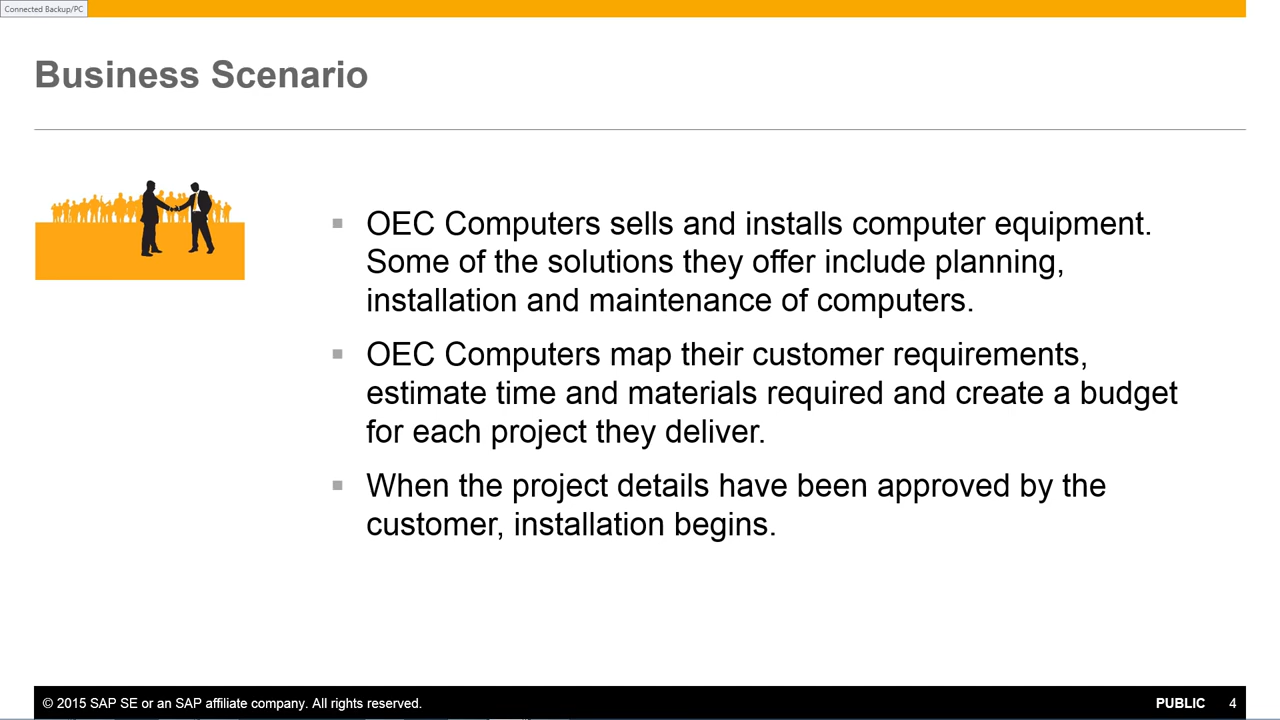 Connected Backup/PC
Business Scenario
▪ OEC Computers sells and installs computer equipment.
Some of the solutions they offer include planning,
installation and maintenance of computers.
▪ OEC Computers map their customer requirements,
estimate time and materials required and create a budget
for each project they deliver.
▪ When the project details have been approved by the
customer, installation begins.
© 2015 SAP SE or an SAP affiliate company. All rights reserved.
PUBLIC 4